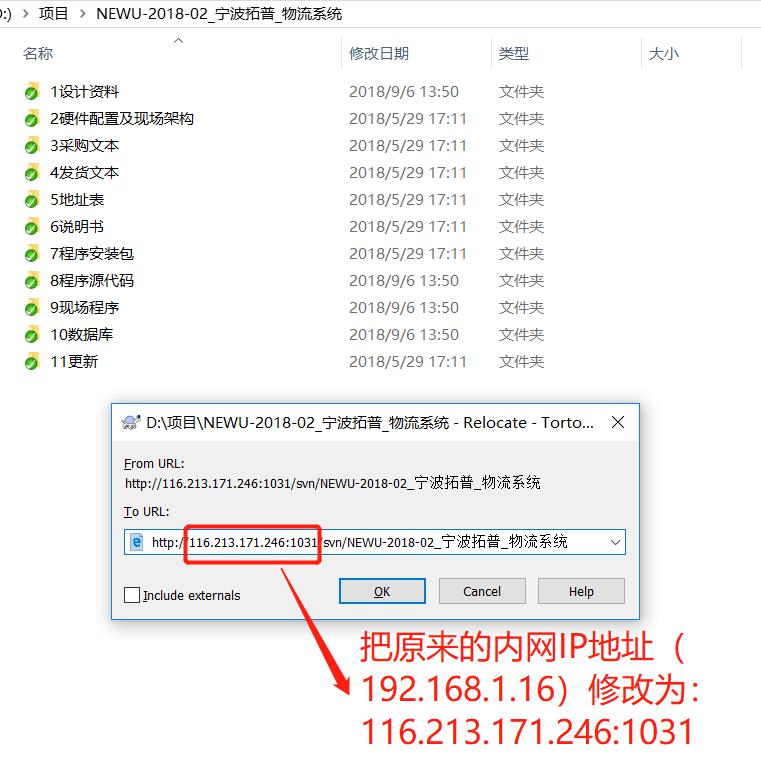 D:) > 项目 > NEWU-2018-02_宁波拓普_物流系统
名称 修改日期 类型 大小
1设计资料 2018/9/6 13:50 文件夹
2硬件配置及现场架构 2018/5/29 17:11 文件夹
3采购文本 2018/5/29 17:11 文件夹
4发货文本 2018/5/29 17:11 文件夹
5地址表 2018/5/29 17:11 文件夹
6说明书 2018/5/29 17:11 文件夹
7程序安装包 2018/5/29 17:11 文件夹
8程序源代码 2018/9/6 13:50 文件夹
9现场程序 2018/9/6 13:50 文件夹
10数据库 2018/9/6 13:50 文件夹
11更新 2018/5/29 17:11 文件夹
D:\项目\NEWU-2018-02_宁波拓普_物流系统 - Relocate - Torto...
From URL:
http://116.213.171.246:1031/svn/NEWU-2018-02_宁波拓普_物流系统
To URL:
http://116.213.171.246:1031/svn/NEWU-2018-02_宁波拓普_物流系统
Include externals OK Cancel Help
把原来的内网IP地址（
192.168.1.16）修改为：
116.213.171.246:1031